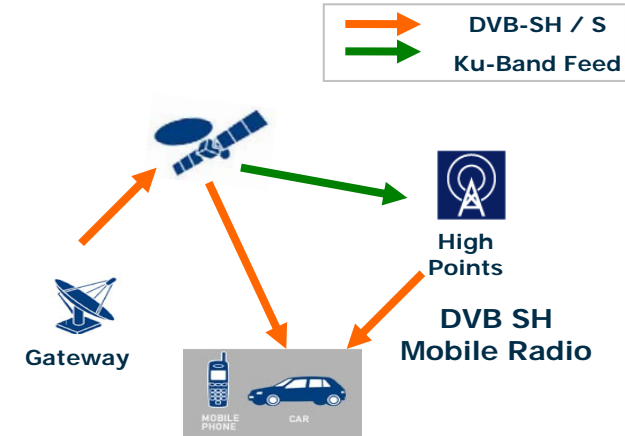 DVB-SH / S
Ku-Band Feed
High
Points
Gateway
DVB SH
Mobile Radio
MOBILE
PHONE
CAR